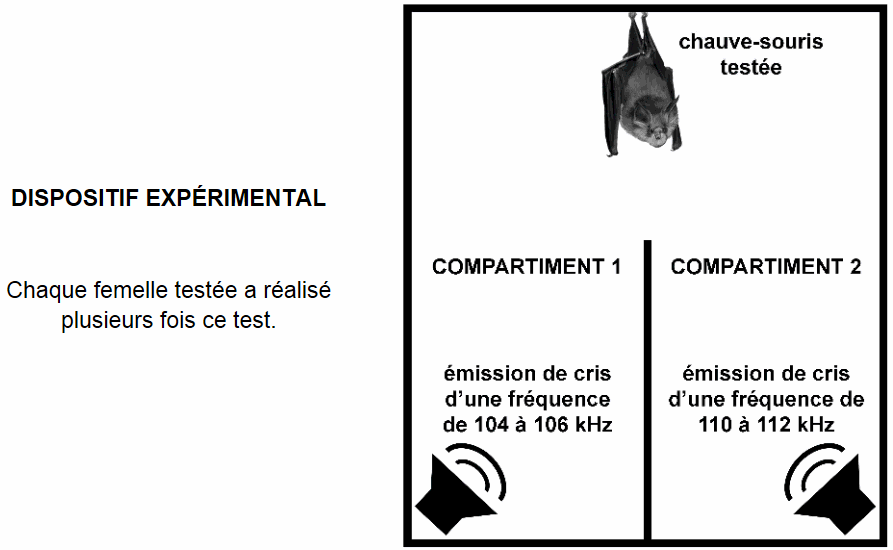 chauve-souris
testée
DISPOSITIF EXPÉRIMENTAL
Chaque femelle testée a réalisé
plusieurs fois ce test.
COMPARTIMENT 1
COMPARTIMENT 2
émission de cris
d'une fréquence
de 104 à 106 kHz
émission de cris
d'une fréquence de
110 à 112 kHz